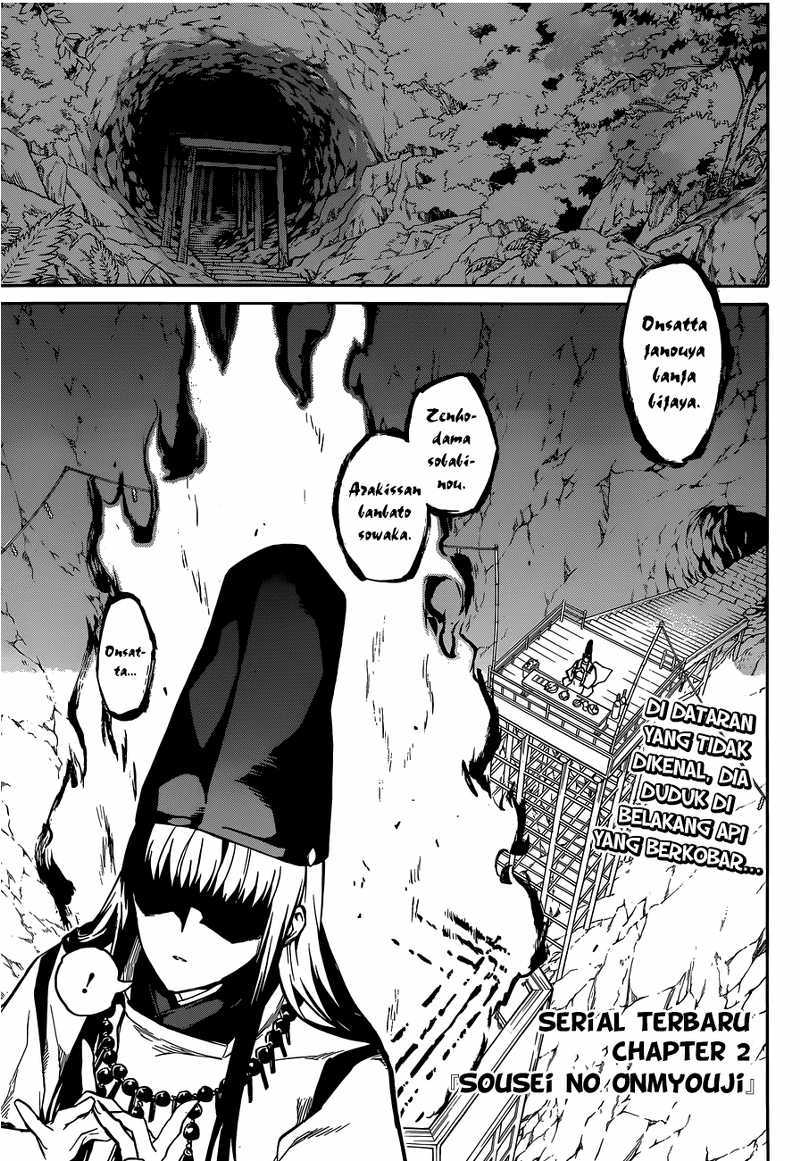 Onsatta
janouya
banja
bijaya.
Zenho-
dama
sobabi-
nou.
Arakissan
banbato
sowaka.
Onsat-
ta...
DI DATARAN
YANG TIDAK
DIKENAL, DIA
DUDUK DI
BELAKANG API
YANG BERKOBAR...
!
SERIAL TERBARU
CHAPTER 2
『SOUSEI NO ONMYOUJI』